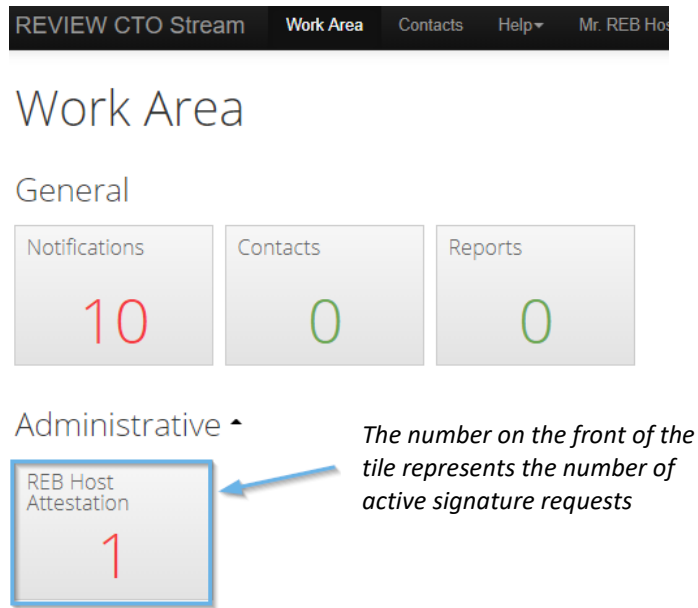 REVIEW CTO Stream Work Area Contacts Help Mr. REB Hos
Work Area
General
Notifications Contacts Reports
10 0 0
Administrative
The number on the front of the
tile represents the number of
active signature requests
REB Host
Attestation
1